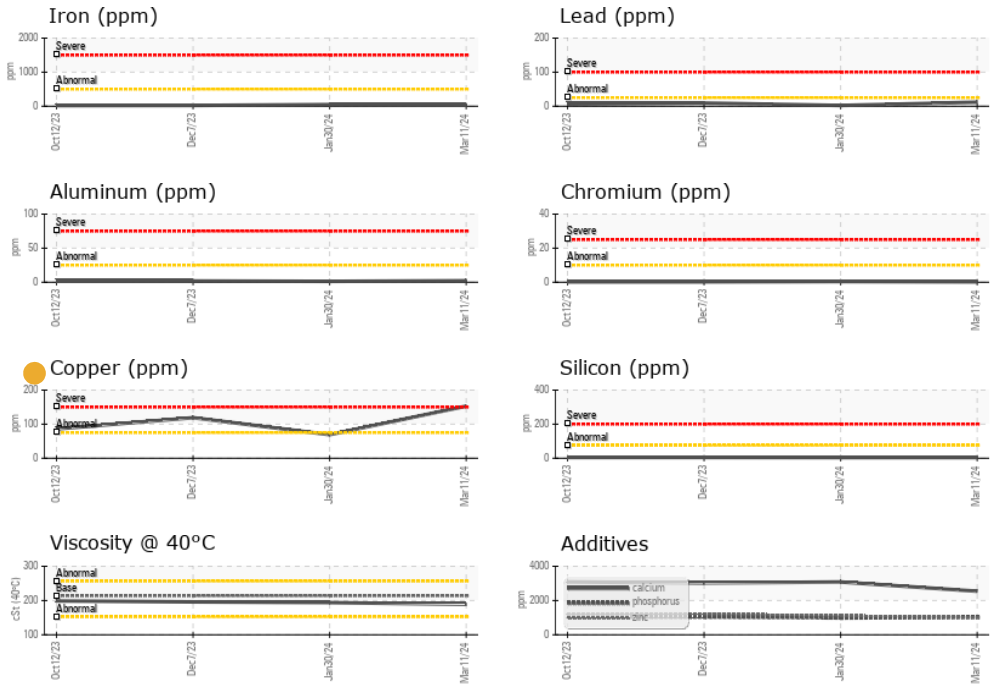 Iron (ppm)
2000
1000
0
ppm
Severe
Abnormal
Oct12/23
Dec7/23
Jan30/24
Mar11/24
Lead (ppm)
200
100
0
ppm
Severe
Abnormal
Oct12/23
Dec7/23
Jan30/24
Mar11/24
Aluminum (ppm)
100
50
0
ppm
Severe
Abnormal
Oct12/23
Dec7/23
Jan30/24
Mar11/24
Chromium (ppm)
40
20
0
ppm
Severe
Abnormal
Oct12/23
Dec7/23
Jan30/24
Mar11/24
Copper (ppm)
200
100
0
ppm
Severe
Abnormal
Oct12/23
Dec7/23
Jan30/24
Mar11/24
Silicon (ppm)
400
200
0
ppm
Severe
Abnormal
Oct12/23
Dec7/23
Jan30/24
Mar11/24
Viscosity @ 40°C
300
200
100
cSt (40°C)
Abnormal
Base
Abnormal
Oct12/23
Dec7/23
Jan30/24
Mar11/24
Additives
4000
2000
0
ppm
calcium
phosphorus
zinc
Oct12/23
Dec7/23
Jan30/24
Mar11/24